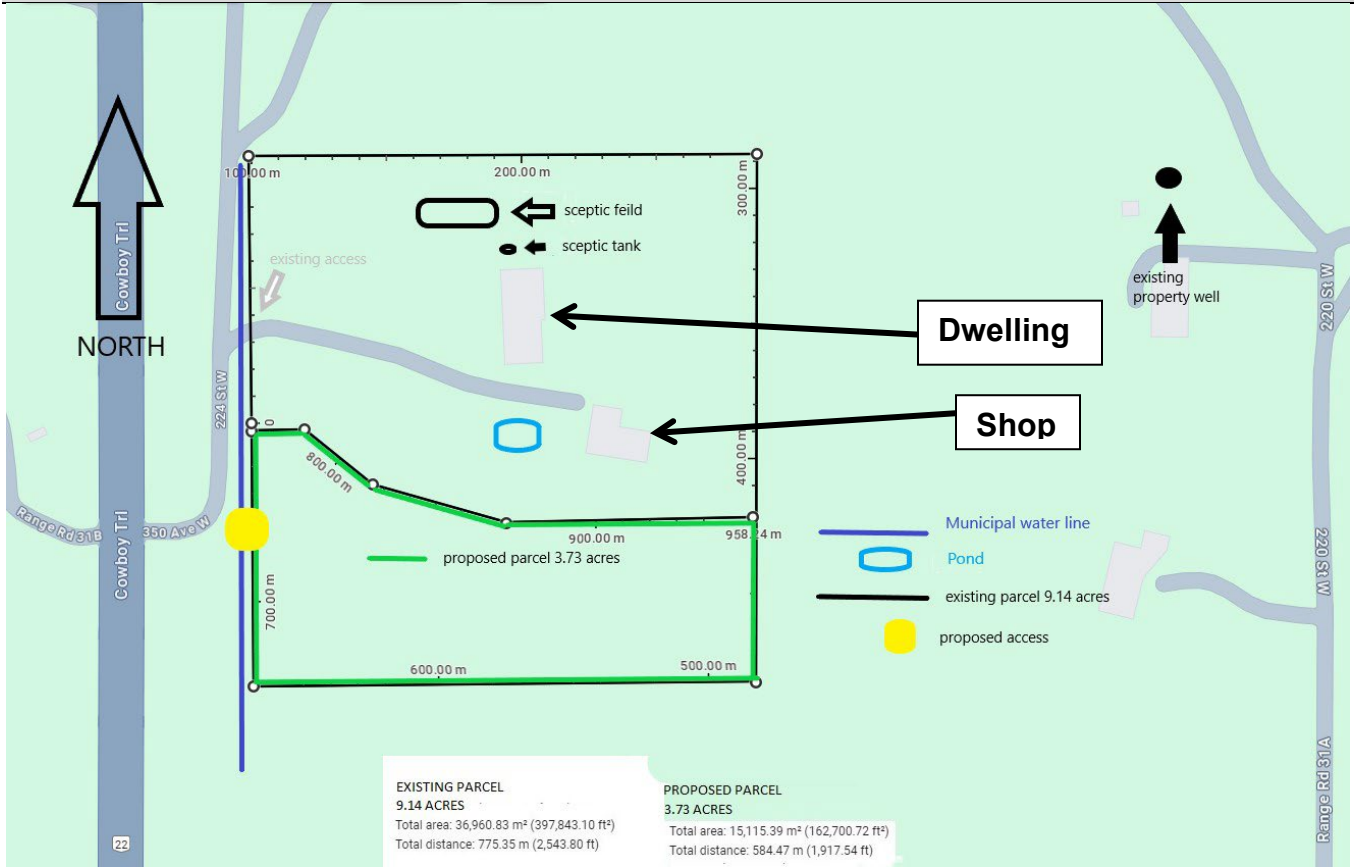 100.00 m
200.00 m
300.00 m
sceptic feild
sceptic tank
existing access
Cowboy Trl
NORTH
existing
property well
220 St W
Dwelling
Shop
224 St W
0
400.00 m
800.00 m
Range Rd 31B
350 Ave W
900.00 m
958.24 m
Municipal water line
Pond
existing parcel 9.14 acres
proposed access
proposed parcel 3.73 acres
Cowboy Trl
700.00 m
220 St W
600.00 m
500.00 m
Range Rd 31A
22
EXISTING PARCEL
9.14 ACRES
Total area: 36,960.83 m² (397,843.10 ft²)
Total distance: 775.35 m (2,543.80 ft)
PROPOSED PARCEL
3.73 ACRES
Total area: 15,115.39 m² (162,700.72 ft²)
Total distance: 584.47 m (1,917.54 ft)